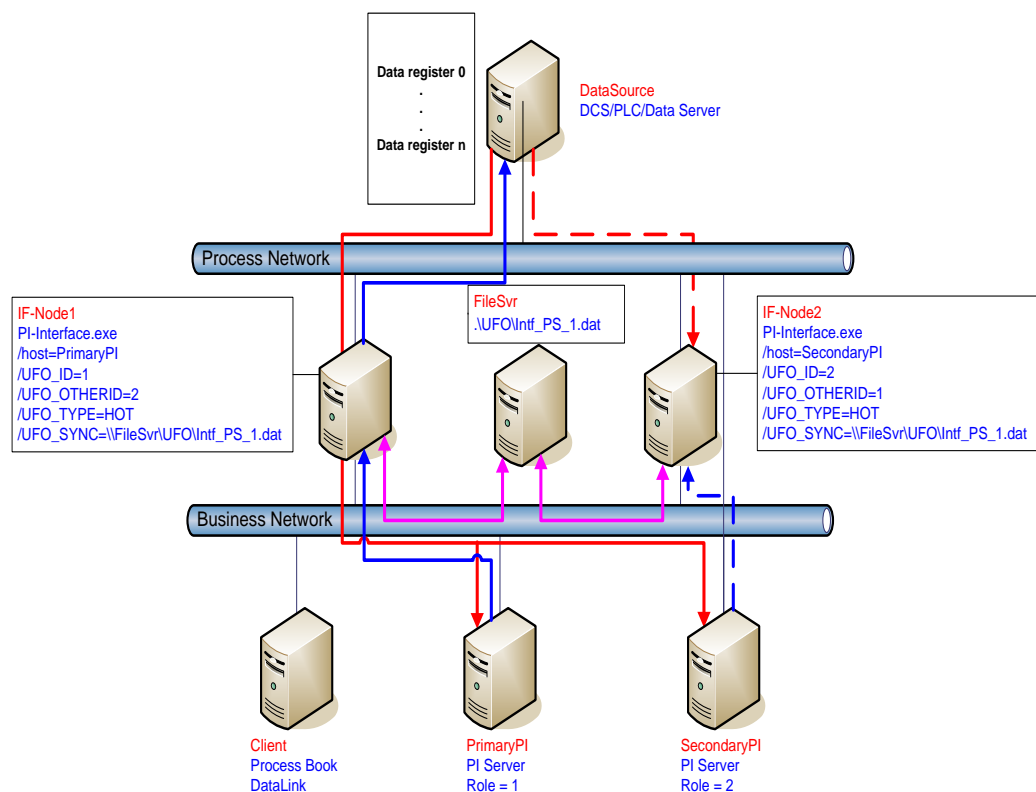 Data register 0
.
.
.
Data register n
DataSource
DCS/PLC/Data Server
Process Network
IF-Node1
PI-Interface.exe
/host=PrimaryPI
/UFO_ID=1
/UFO_OTHERID=2
/UFO_TYPE=HOT
/UFO_SYNC=\\FileSvr\UFO\Intf_PS_1.dat
FileSvr
.\UFO\Intf_PS_1.dat
IF-Node2
PI-Interface.exe
/host=SecondaryPI
/UFO_ID=2
/UFO_OTHERID=1
/UFO_TYPE=HOT
/UFO_SYNC=\\FileSvr\UFO\Intf_PS_1.dat
Business Network
Client
Process Book
DataLink
PrimaryPI
PI Server
Role = 1
SecondaryPI
PI Server
Role = 2